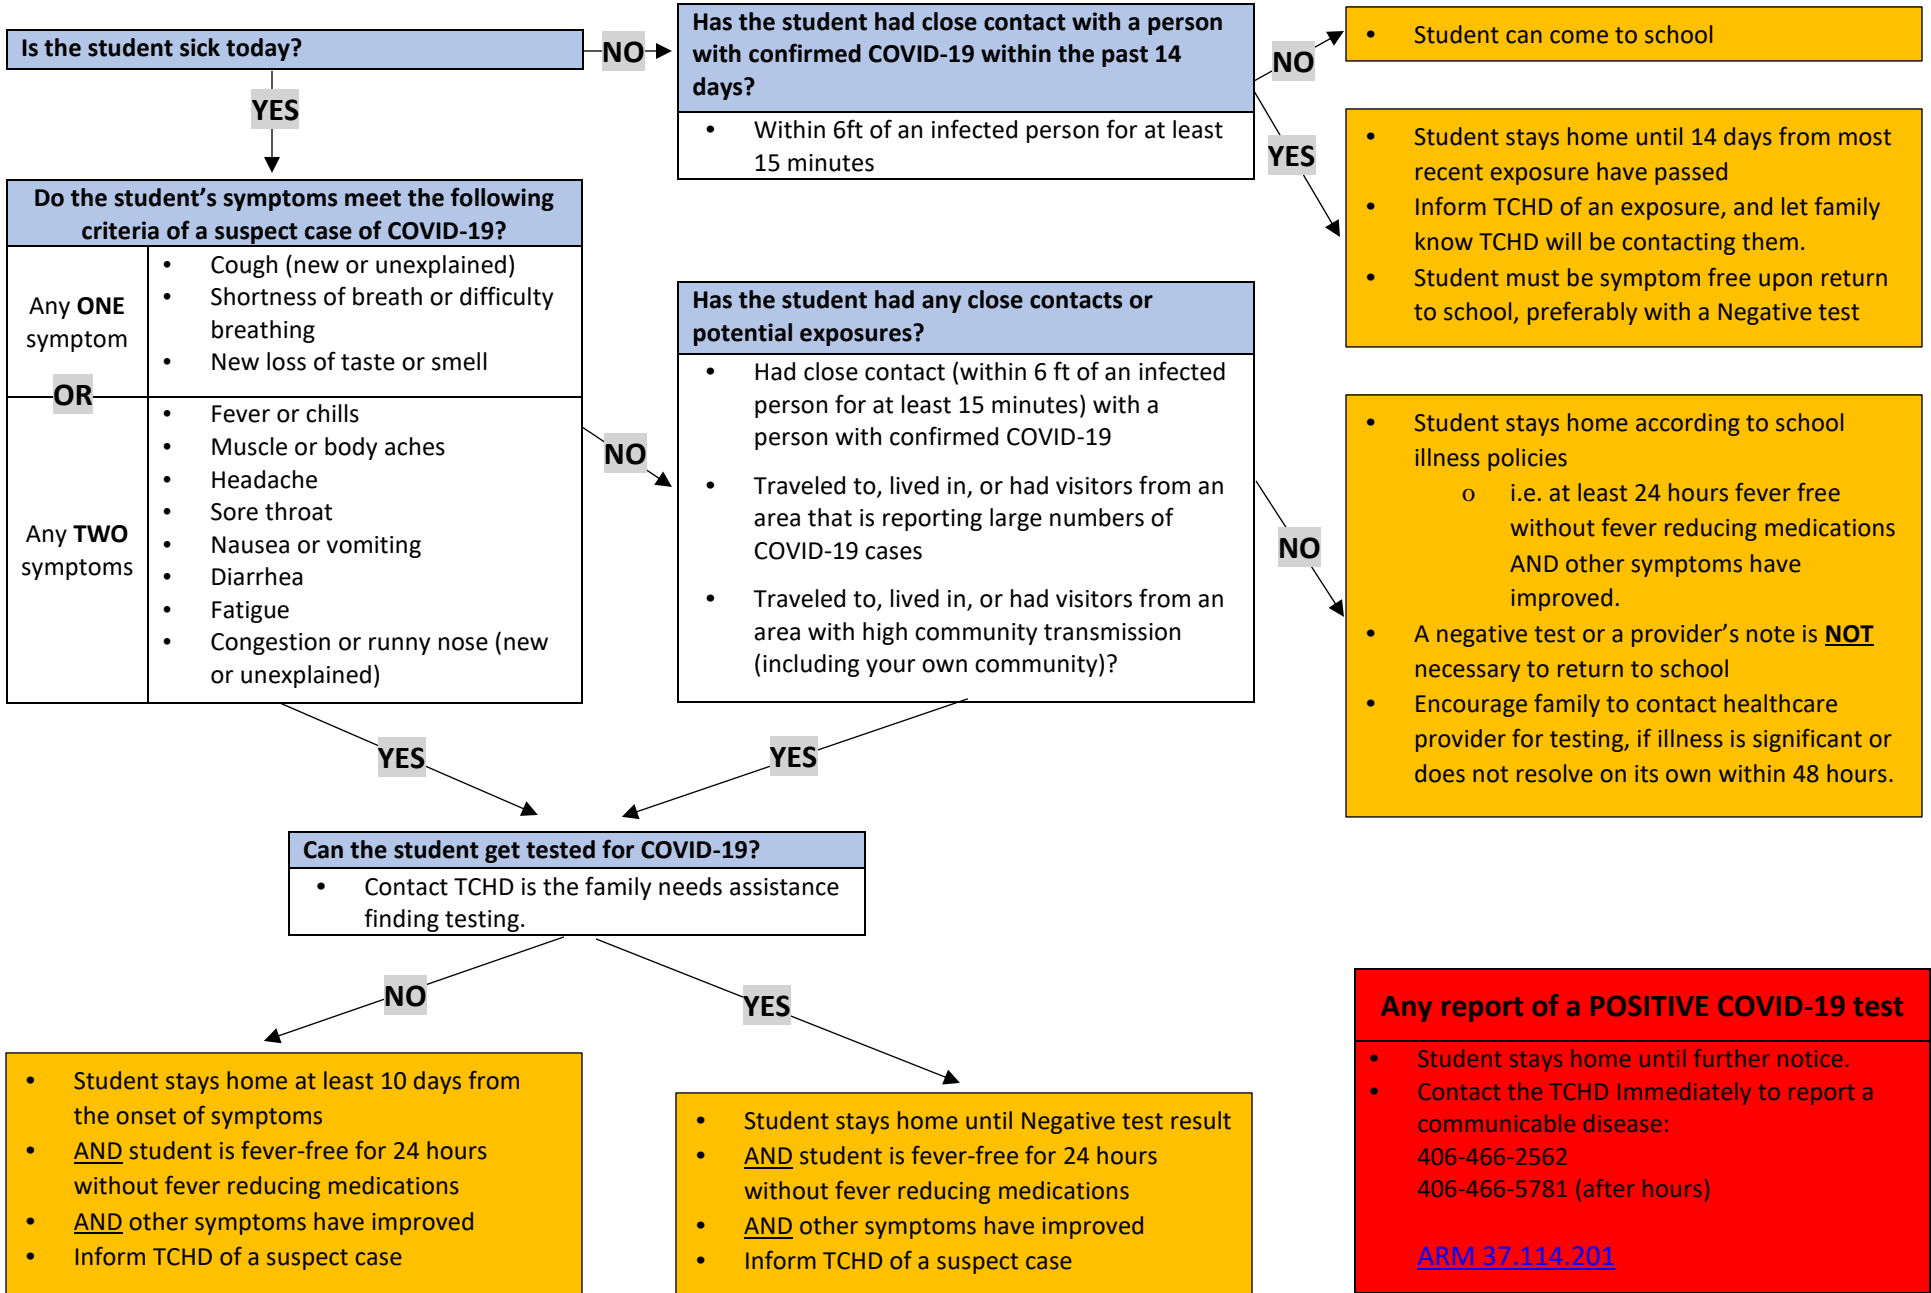 Is the student sick today?
NO
YES
Has the student had close contact with a person
with confirmed COVID-19 within the past 14
days?
• Within 6ft of an infected person for at least
15 minutes
NO
YES
• Student can come to school
• Student stays home until 14 days from most
recent exposure have passed
• Inform TCHD of an exposure, and let family
know TCHD will be contacting them.
• Student must be symptom free upon return
to school, preferably with a Negative test
Do the student’s symptoms meet the following
criteria of a suspect case of COVID-19?
Any ONE
symptom
• Cough (new or unexplained)
• Shortness of breath or difficulty
breathing
• New loss of taste or smell
OR
Any TWO
symptoms
• Fever or chills
• Muscle or body aches
• Headache
• Sore throat
• Nausea or vomiting
• Diarrhea
• Fatigue
• Congestion or runny nose (new
or unexplained)
NO
YES
Has the student had any close contacts or
potential exposures?
• Had close contact (within 6 ft of an infected
person for at least 15 minutes) with a
person with confirmed COVID-19
• Traveled to, lived in, or had visitors from an
area that is reporting large numbers of
COVID-19 cases
• Traveled to, lived in, or had visitors from an
area with high community transmission
(including your own community)?
NO
YES
• Student stays home according to school
illness policies
o i.e. at least 24 hours fever free
without fever reducing medications
AND other symptoms have
improved.
• A negative test or a provider’s note is NOT
necessary to return to school
• Encourage family to contact healthcare
provider for testing, if illness is significant or
does not resolve on its own within 48 hours.
Can the student get tested for COVID-19?
• Contact TCHD is the family needs assistance
finding testing.
NO
YES
• Student stays home at least 10 days from
the onset of symptoms
• AND student is fever-free for 24 hours
without fever reducing medications
• AND other symptoms have improved
• Inform TCHD of a suspect case
• Student stays home until Negative test result
• AND student is fever-free for 24 hours
without fever reducing medications
• AND other symptoms have improved
• Inform TCHD of a suspect case
Any report of a POSITIVE COVID-19 test
• Student stays home until further notice.
• Contact the TCHD Immediately to report a
communicable disease:
406-466-2562
406-466-5781 (after hours)
ARM 37.114.201